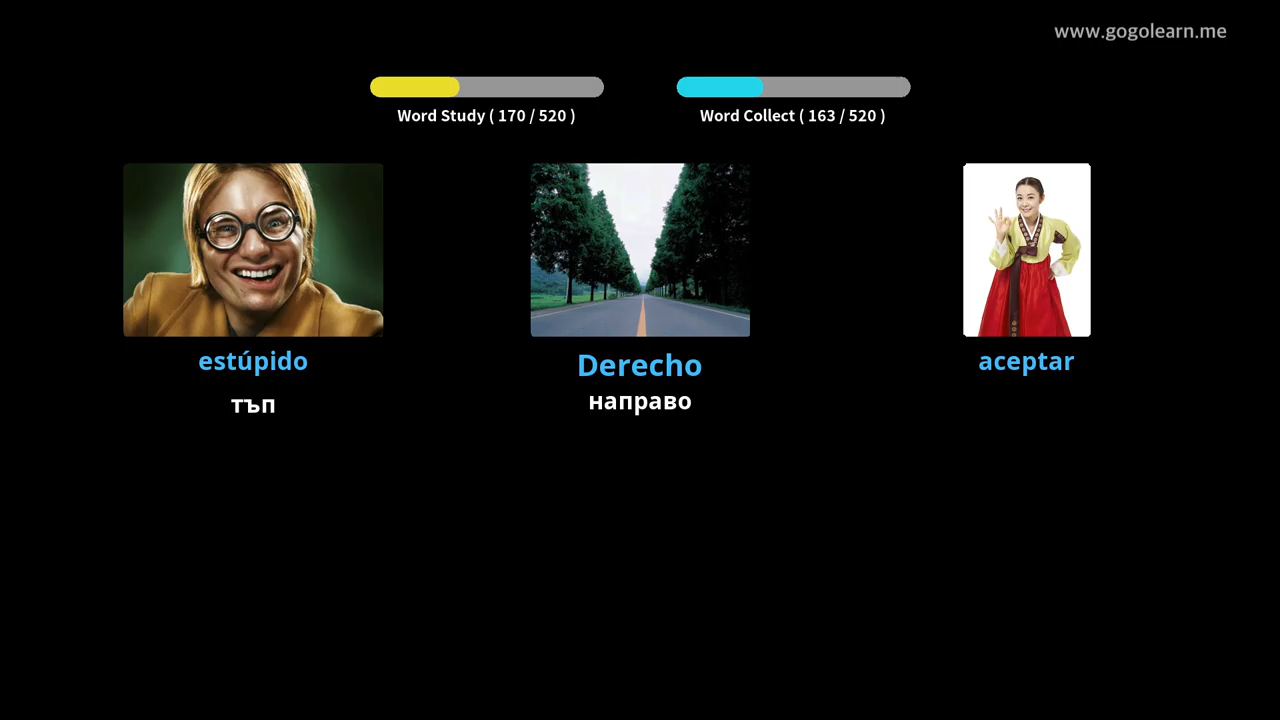 www.gogolearn.me
Word Study ( 170 / 520 )
Word Collect ( 163 / 520 )
estúpido
Derecho
aceptar
тъп
направо